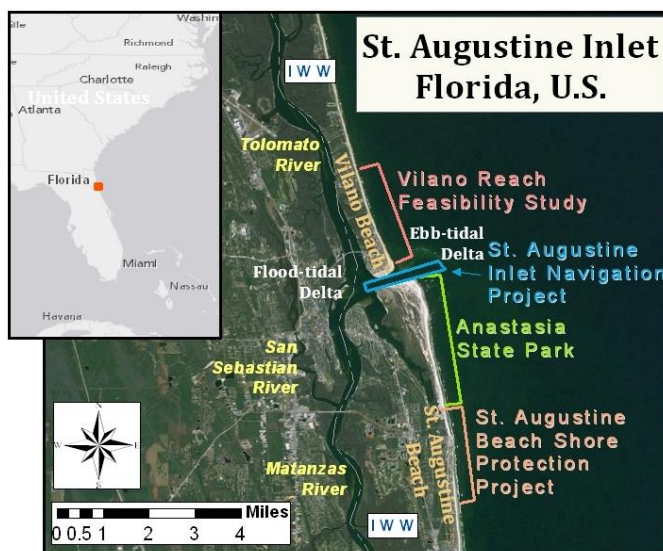 St. Augustine Inlet
Florida, U.S.
Washin
Richmond
Raleigh
Charlotte
United States
Atlanta
Florida
Miami
Nassau
Havana
IWW
Tolomato
River
Vilano Beach
Vilano Reach
Feasibility Study
Ebb-tidal
Delta
St. Augustine
Inlet Navigation
Project
Flood-tidal
Delta
Anastasia
State Park
San
Sebastian
River
St. Augustine
Beach
St. Augustine
Beach Shore
Protection
Project
Matanzas
River
IWW
N
W
E
S
Miles
0 0.5 1 2 3 4